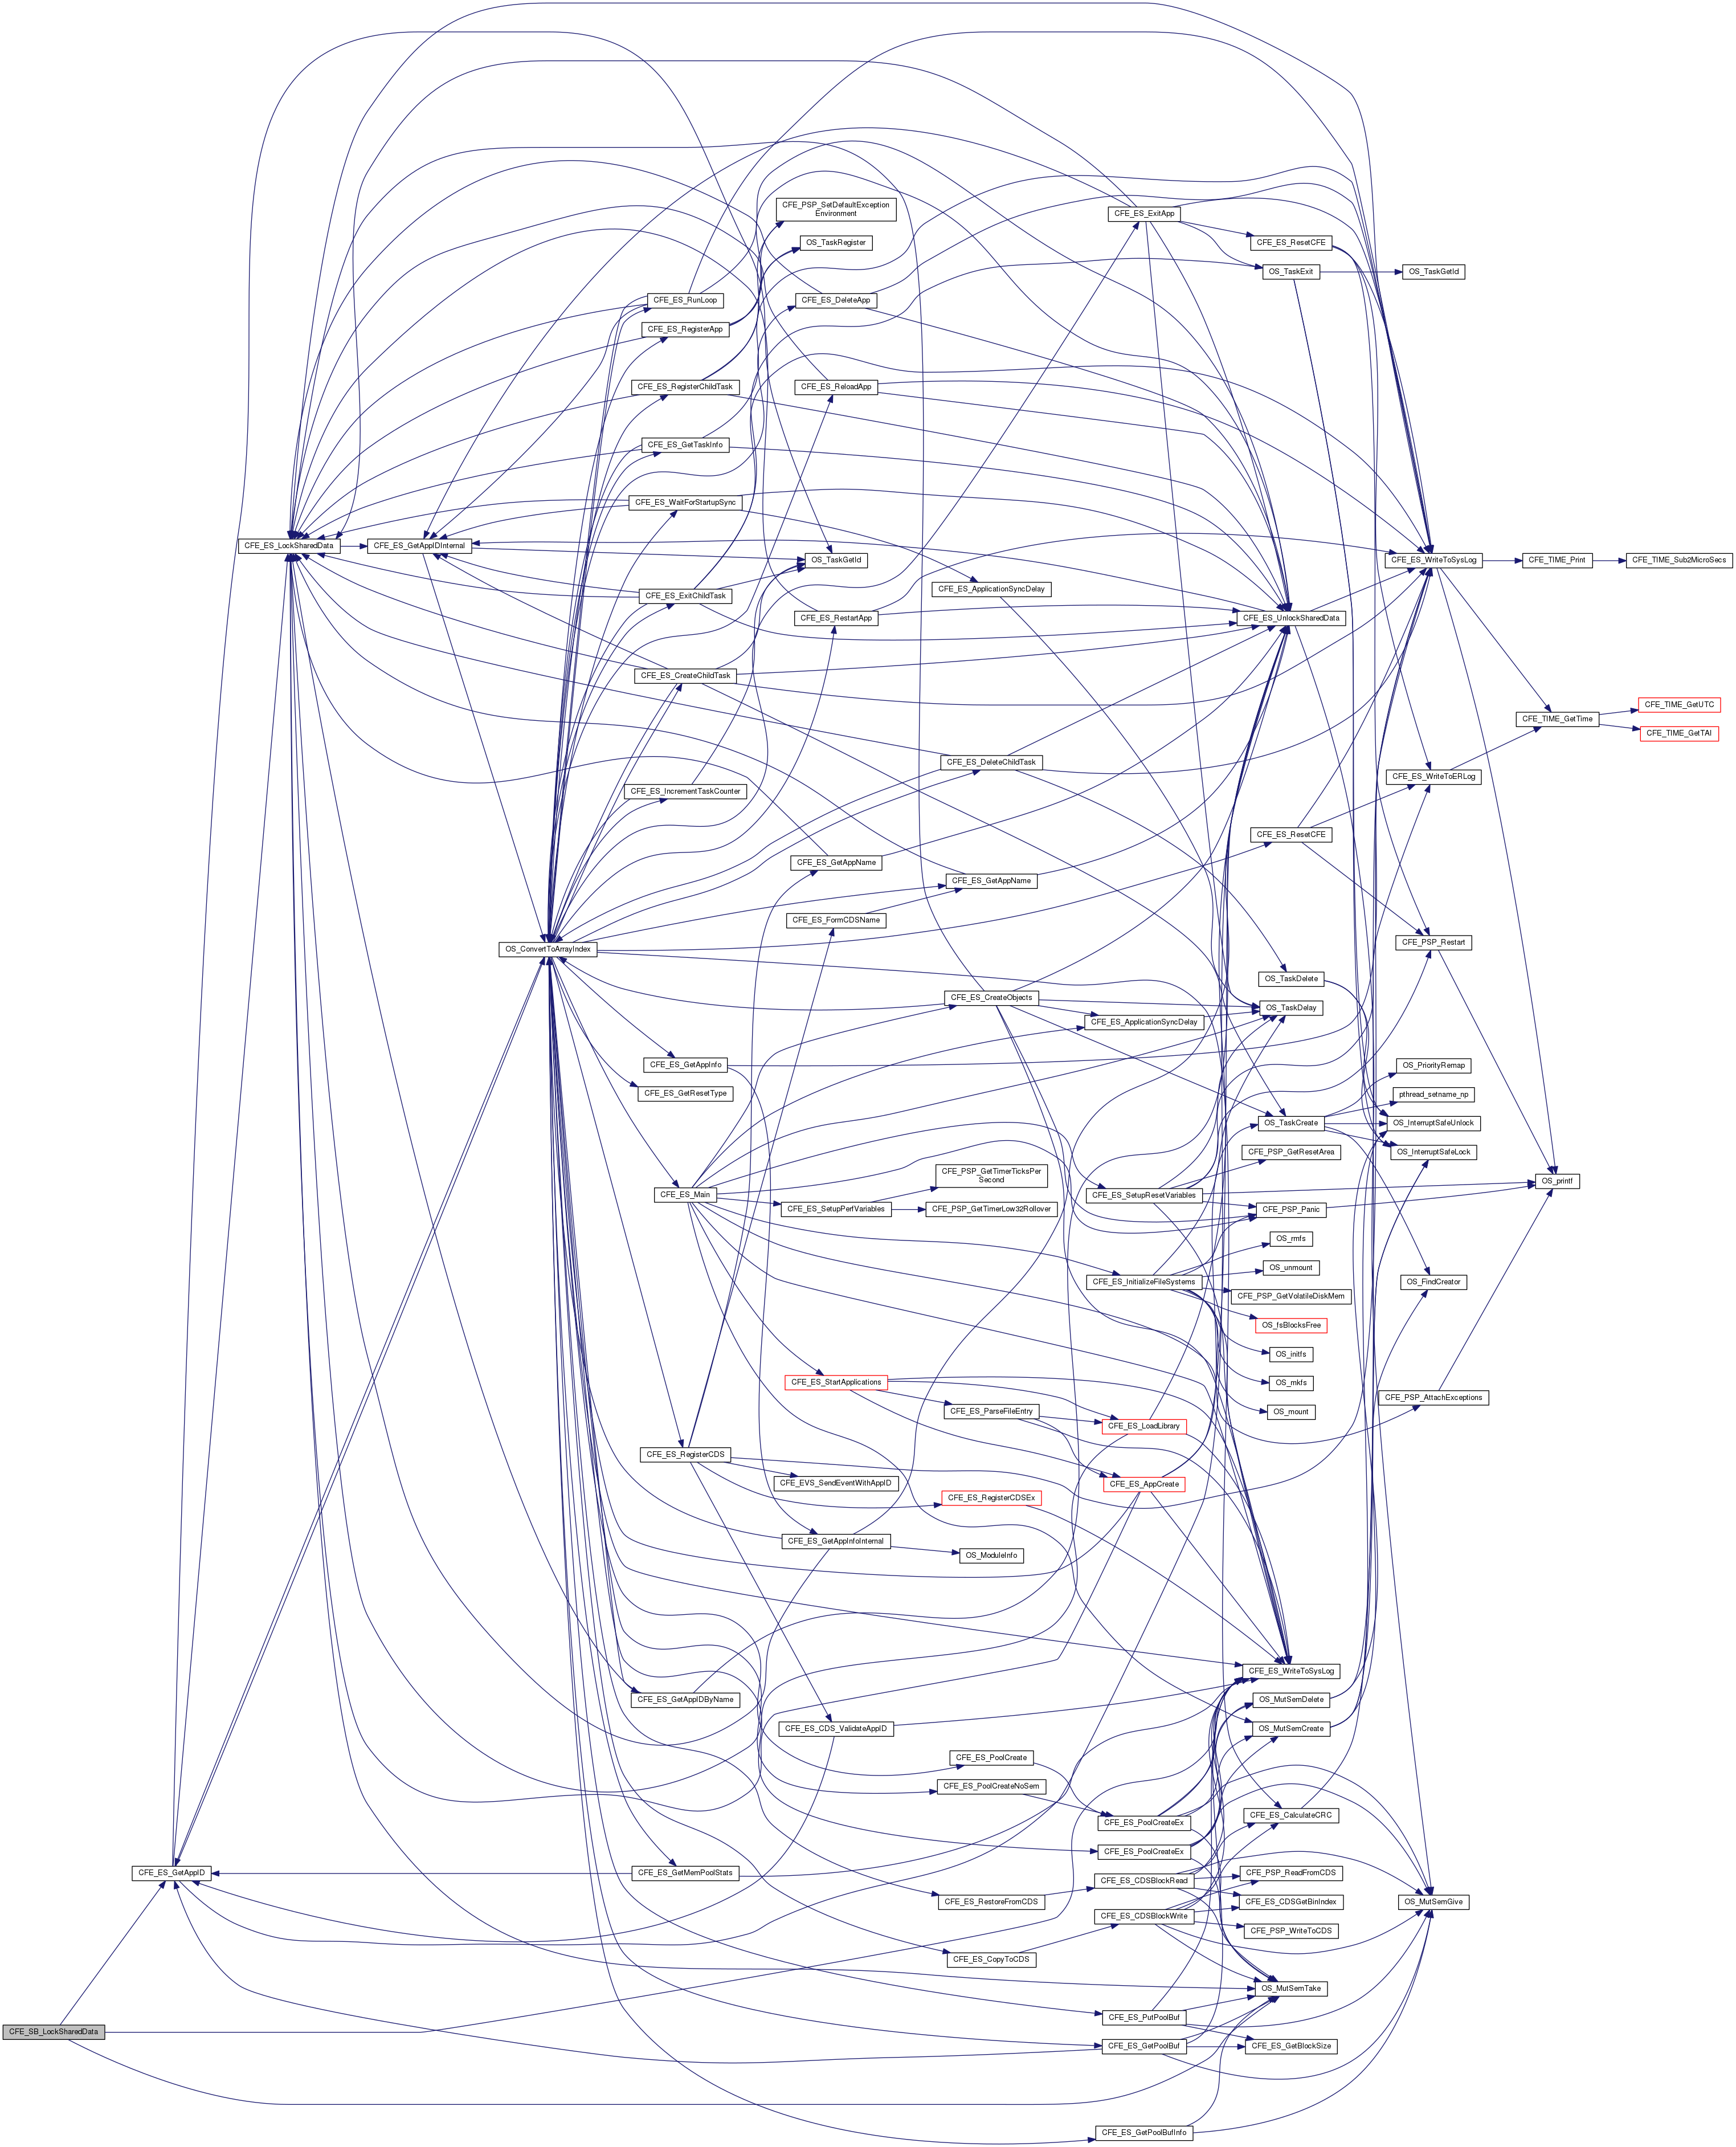 CFE_PSP_SetDefaultException
Environment
CFE_ES_ExitApp
CFE_ES_ResetCFE
OS_TaskRegister
OS_TaskExit
OS_TaskGetId
CFE_ES_RunLoop
CFE_ES_DeleteApp
CFE_ES_RegisterApp
CFE_ES_RegisterChildTask
CFE_ES_ReloadApp
CFE_ES_GetTaskInfo
CFE_ES_WaitForStartupSync
CFE_ES_LockSharedData
CFE_ES_GetAppIDInternal
OS_TaskGetId
CFE_ES_WriteToSysLog
CFE_TIME_Print
CFE_TIME_Sub2MicroSecs
CFE_ES_ApplicationSyncDelay
CFE_ES_ExitChildTask
CFE_ES_RestartApp
CFE_ES_UnlockSharedData
CFE_ES_CreateChildTask
CFE_TIME_GetUTC
CFE_TIME_GetTime
CFE_TIME_GetTAI
CFE_ES_DeleteChildTask
CFE_ES_WriteToERLog
CFE_ES_IncrementTaskCounter
CFE_ES_ResetCFE
CFE_ES_GetAppName
CFE_ES_GetAppName
CFE_ES_FormCDSName
CFE_PSP_Restart
OS_ConvertToArrayIndex
OS_TaskDelete
CFE_ES_CreateObjects
OS_TaskDelay
CFE_ES_ApplicationSyncDelay
CFE_ES_GetAppInfo
OS_PriorityRemap
CFE_ES_GetResetType
pthread_setname_np
OS_TaskCreate
OS_InterruptSafeUnlock
CFE_PSP_GetResetArea
OS_InterruptSafeLock
CFE_PSP_GetTimerTicksPer
Second
OS_printf
CFE_ES_Main
CFE_ES_SetupResetVariables
CFE_ES_SetupPerfVariables
CFE_PSP_GetTimerLow32Rollover
CFE_PSP_Panic
OS_rmfs
OS_unmount
CFE_ES_InitializeFileSystems
OS_FindCreator
CFE_PSP_GetVolatileDiskMem
OS_fsBlocksFree
OS_initfs
CFE_ES_StartApplications
OS_mkfs
CFE_PSP_AttachExceptions
CFE_ES_ParseFileEntry
OS_mount
CFE_ES_LoadLibrary
CFE_ES_RegisterCDS
CFE_EVS_SendEventWithAppID
CFE_ES_AppCreate
CFE_ES_RegisterCDSEx
CFE_ES_GetAppInfoInternal
OS_ModuleInfo
CFE_ES_WriteToSysLog
CFE_ES_GetAppIDByName
OS_MutSemDelete
CFE_ES_CDS_ValidateAppID
OS_MutSemCreate
CFE_ES_PoolCreate
CFE_ES_PoolCreateNoSem
CFE_ES_PoolCreateEx
CFE_ES_CalculateCRC
CFE_ES_PoolCreateEx
CFE_ES_GetAppID
CFE_ES_GetMemPoolStats
CFE_ES_CDSBlockRead
CFE_PSP_ReadFromCDS
CFE_ES_RestoreFromCDS
CFE_ES_CDSGetBinIndex
OS_MutSemGive
CFE_ES_CDSBlockWrite
CFE_PSP_WriteToCDS
CFE_ES_CopyToCDS
OS_MutSemTake
CFE_ES_PutPoolBuf
CFE_SB_LockSharedData
CFE_ES_GetPoolBuf
CFE_ES_GetBlockSize
CFE_ES_GetPoolBufInfo